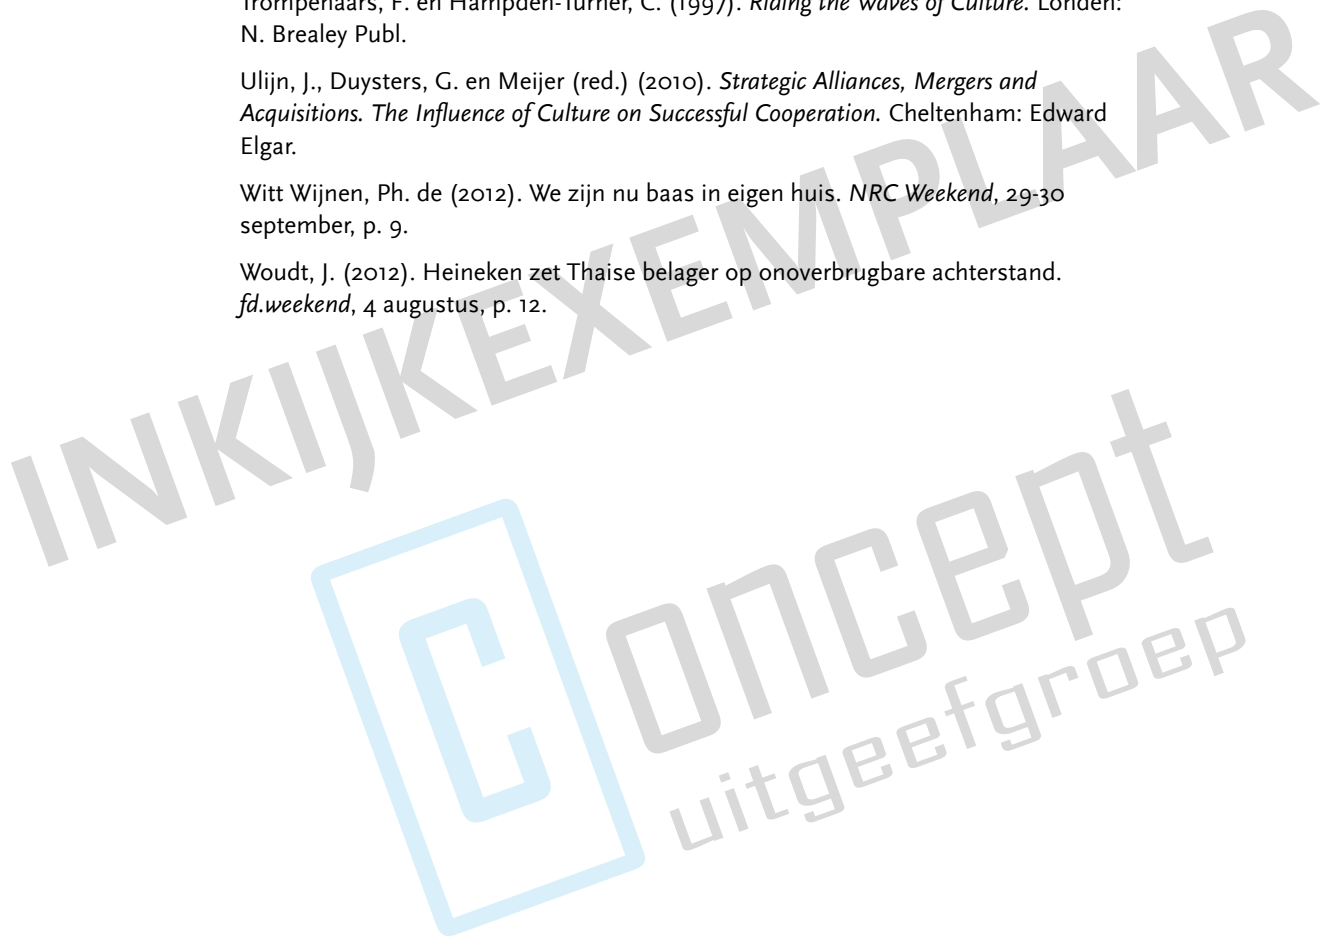 Trompenaars, F. en Hampden-Turner, C. (1997). Riding the Waves of Culture. Londen:
N. Brealey Publ.
Ulijn, J., Duysters, G. en Meijer (red.) (2010). Strategic Alliances, Mergers and
Acquisitions. The Influence of Culture on Successful Cooperation. Cheltenham: Edward
Elgar.
Witt Wijnen, Ph. de (2012). We zijn nu baas in eigen huis. NRC Weekend, 29-30
september, p. 9.
Woudt, J. (2012). Heineken zet Thaise belager op onoverbrugbare achterstand.
fd.weekend, 4 augustus, p. 12.
INKIJKEXEMPLAAR
Concept
uitgeefgroep